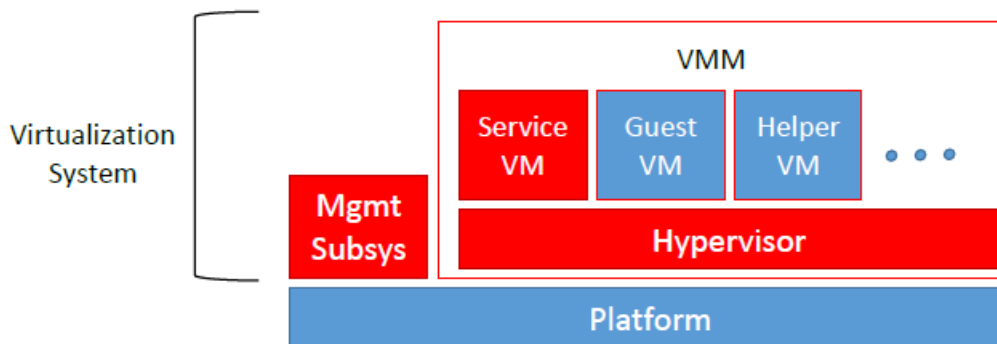 VMM
Virtualization
System
Service
VM
Guest
VM
Helper
VM
Mgmt
Subsys
Hypervisor
Platform